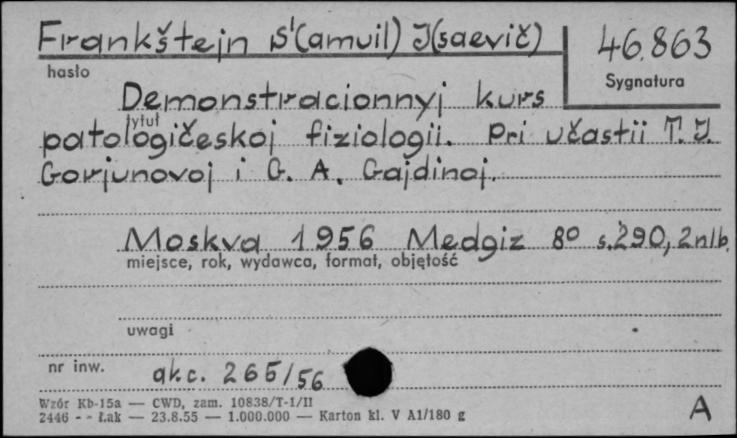 Frankštejn S'(amuil) J(saevič)
46.863
hasło
Sygnatura
Demonstracionnyj kurs
tytuł
patologičeskoj fiziologii. Pri učastii T. J.
Gorjunovoj i G. A. Gajdinoj.
Moskva 1956 Medgiz 8° s.290, 2nlb.
miejsce, rok, wydawca, format, objętość
uwagi
nr inw. akc. 265/56
Wzór Kb-15a — CWD, zam. 10838/T-1/II
2446 - - Łak — 23.8.55 — 1.000.000 — Karton kl. V A1/180 g
A